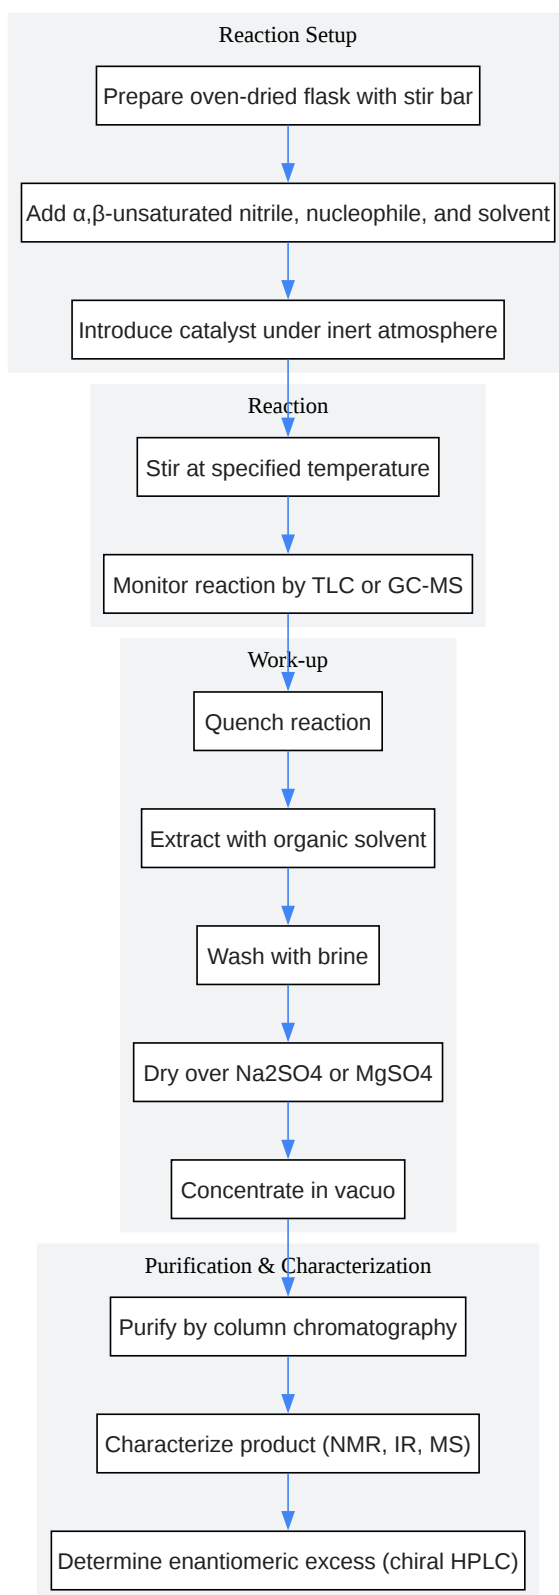 Reaction Setup
Prepare oven-dried flask with stir bar
Add α,β-unsaturated nitrile, nucleophile, and solvent
Introduce catalyst under inert atmosphere
Reaction
Stir at specified temperature
Monitor reaction by TLC or GC-MS
Work-up
Quench reaction
Extract with organic solvent
Wash with brine
Dry over Na2SO4 or MgSO4
Concentrate in vacuo
Purification & Characterization
Purify by column chromatography
Characterize product (NMR, IR, MS)
Determine enantiomeric excess (chiral HPLC)